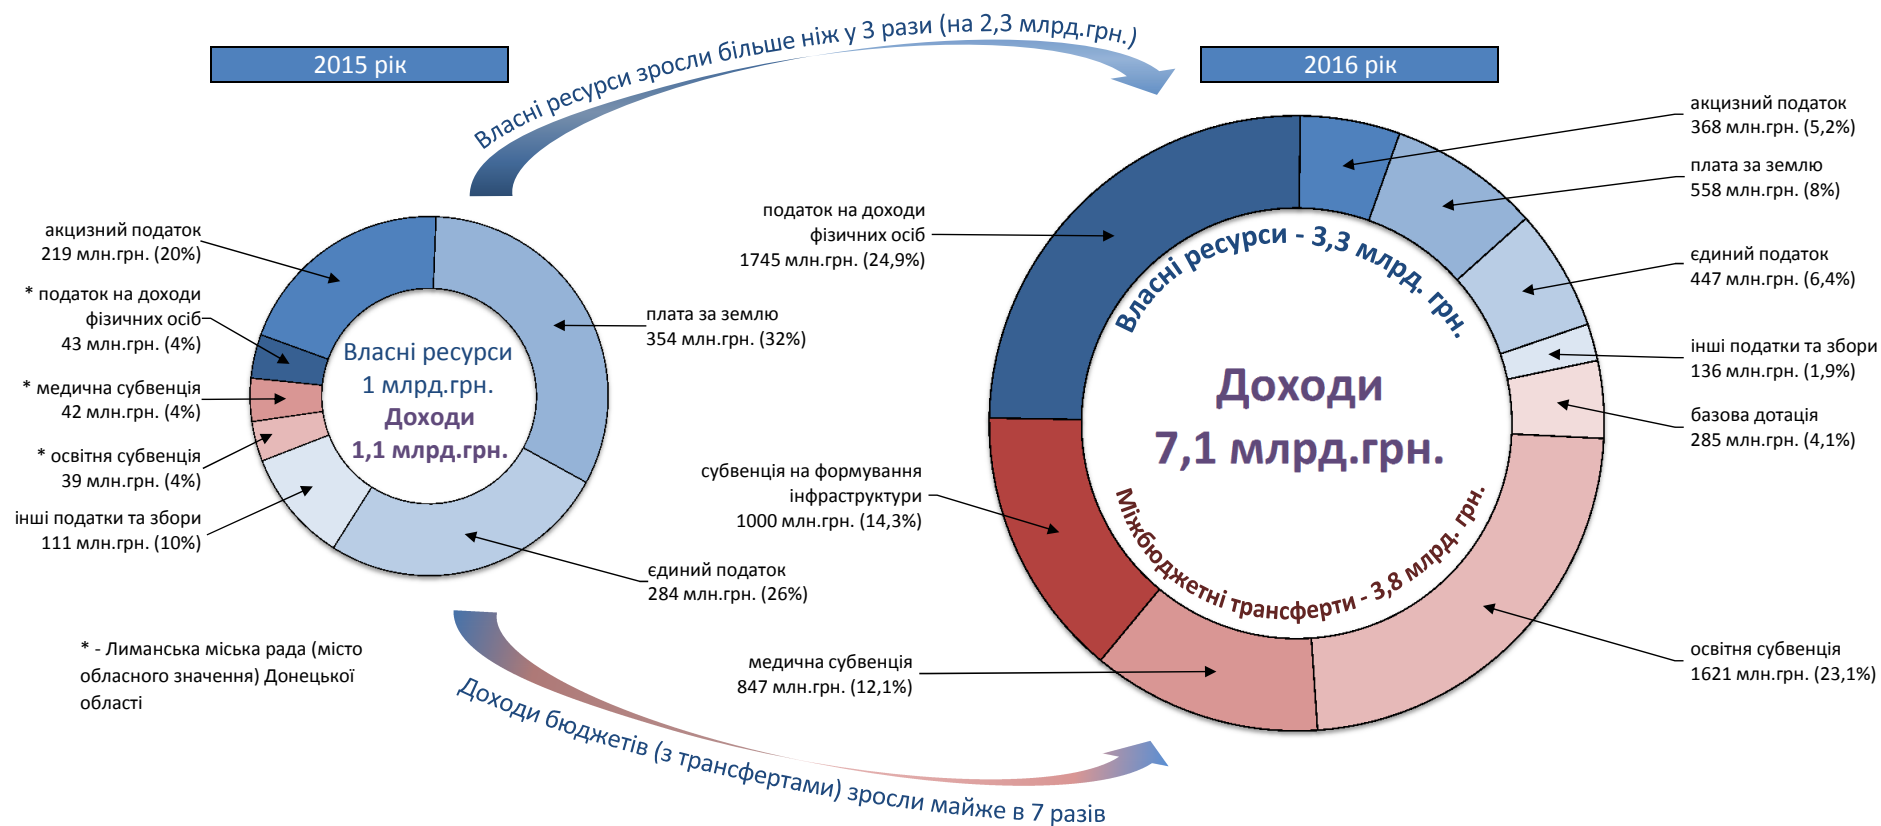 2015 рік
Власні ресурси зросли більше ніж у 3 рази (на 2,3 млрд.грн.)
2016 рік
акцизний податок
219 млн.грн. (20%)
* податок на доходи
фізичних осіб
43 млн.грн. (4%)
* медична субвенція
42 млн.грн. (4%)
* освітня субвенція
39 млн.грн. (4%)
інші податки та збори
111 млн.грн. (10%)
Власні ресурси
1 млрд.грн.
Доходи
1,1 млрд.грн.
плата за землю
354 млн.грн. (32%)
єдиний податок
284 млн.грн. (26%)
* - Лиманська міська рада (місто
обласного значення) Донецької
області
Доходи бюджетів (з трансфертами) зросли майже в 7 разів
податок на доходи
фізичних осіб
1745 млн.грн. (24,9%)
субвенція на формування
інфраструктури
1000 млн.грн. (14,3%)
медична субвенція
847 млн.грн. (12,1%)
Власні ресурси - 3,3 млрд. грн.
Доходи
7,1 млрд.грн.
Міжбюджетні трансферти - 3,8 млрд. грн.
акцизний податок
368 млн.грн. (5,2%)
плата за землю
558 млн.грн. (8%)
єдиний податок
447 млн.грн. (6,4%)
інші податки та збори
136 млн.грн. (1,9%)
базова дотація
285 млн.грн. (4,1%)
освітня субвенція
1621 млн.грн. (23,1%)